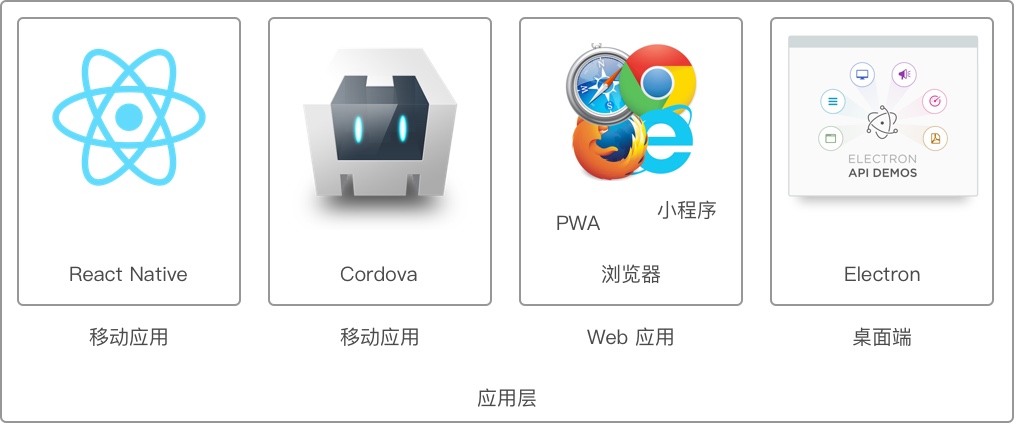 ELECTRON
API DEMOS
小程序
PWA
React Native
Cordova
浏览器
Electron
移动应用
移动应用
Web 应用
桌面端
应用层